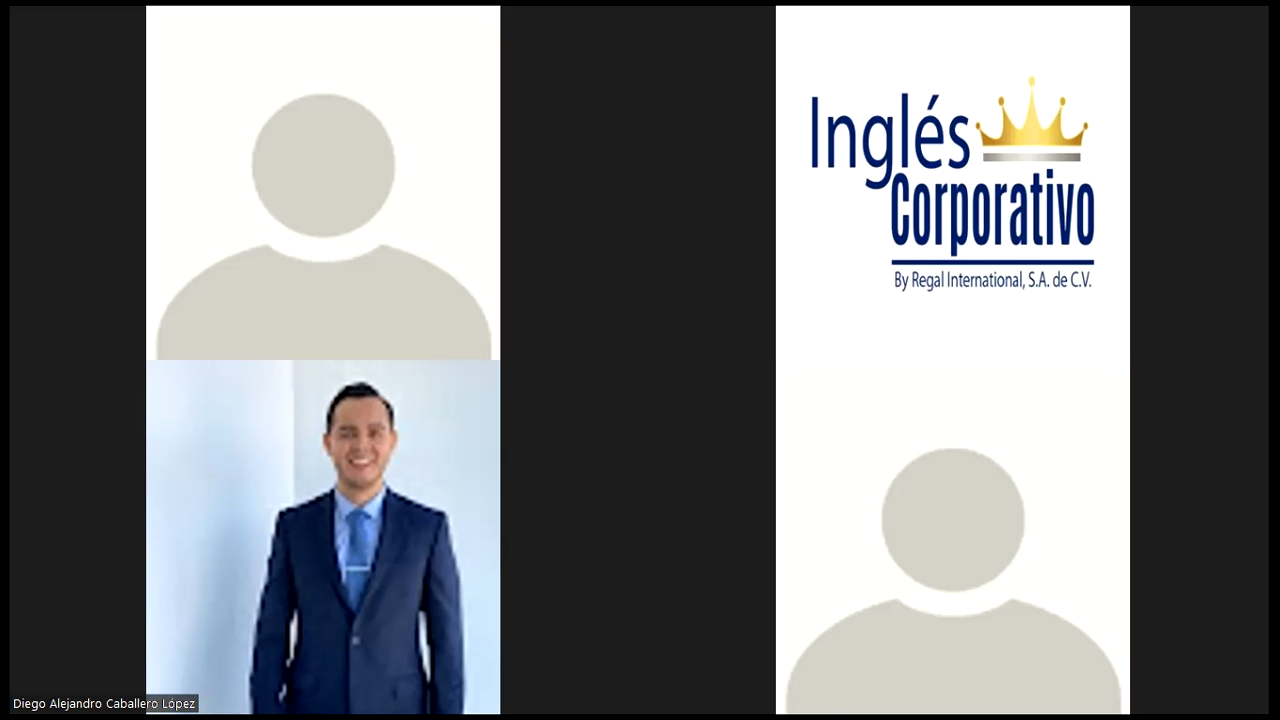 Inglés
Corporativo
By Regal International, S.A. de C.V.
Diego Alejandro Caballero López